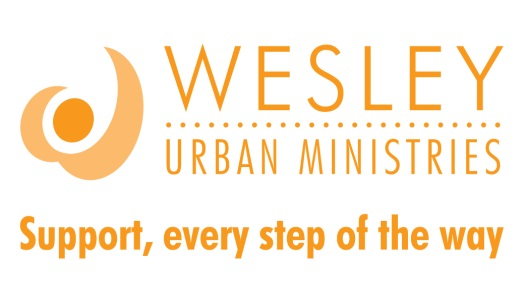 WESLEY
URBAN MINISTRIES
Support, every step of the way